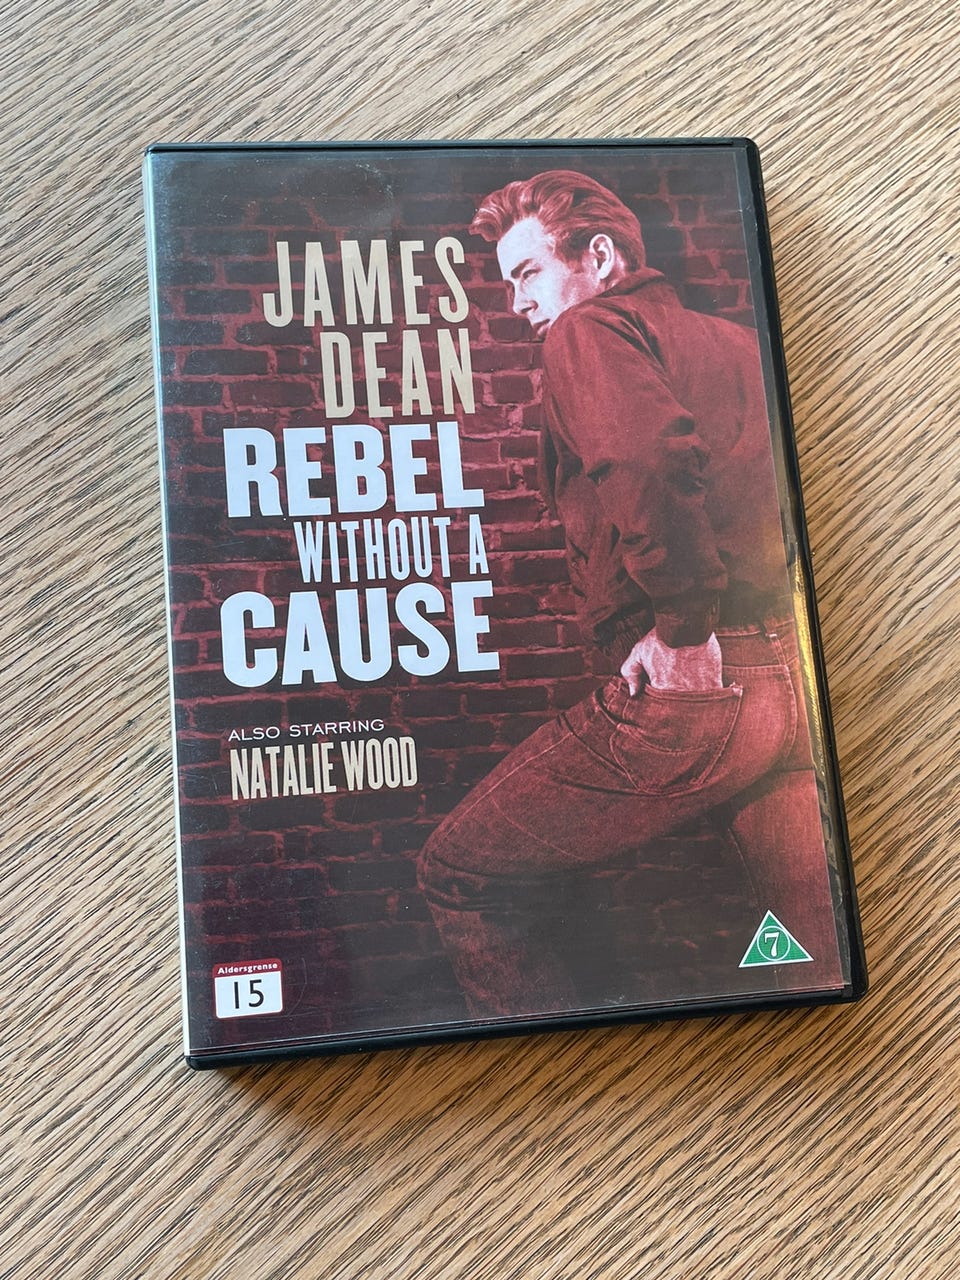 JAMES
DEAN
REBEL
WITHOUT A
CAUSE
ALSO STARRING
NATALIE WOOD
Aldersgrense
15
7